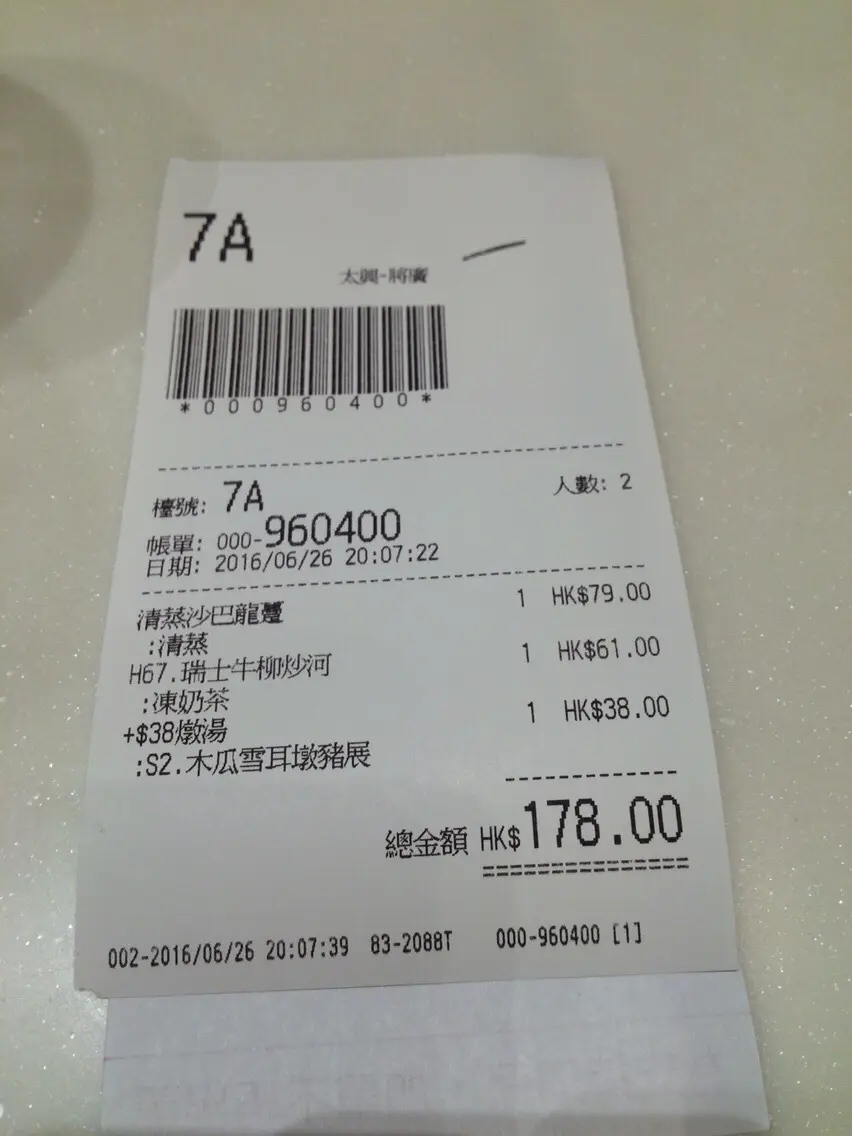 7A
太興-將廣
*000960400*
檯號: 7A
人數: 2
帳單: 000-960400
日期: 2016/06/26 20:07:22
清蒸沙巴龍躉 1 HK$79.00
:清蒸
H67.瑞士牛柳炒河 1 HK$61.00
:凍奶茶
+$38燉湯 1 HK$38.00
:S2.木瓜雪耳墩豬展
總金額 HK$178.00
002-2016/06/26 20:07:39 83-2088T 000-960400 [1]